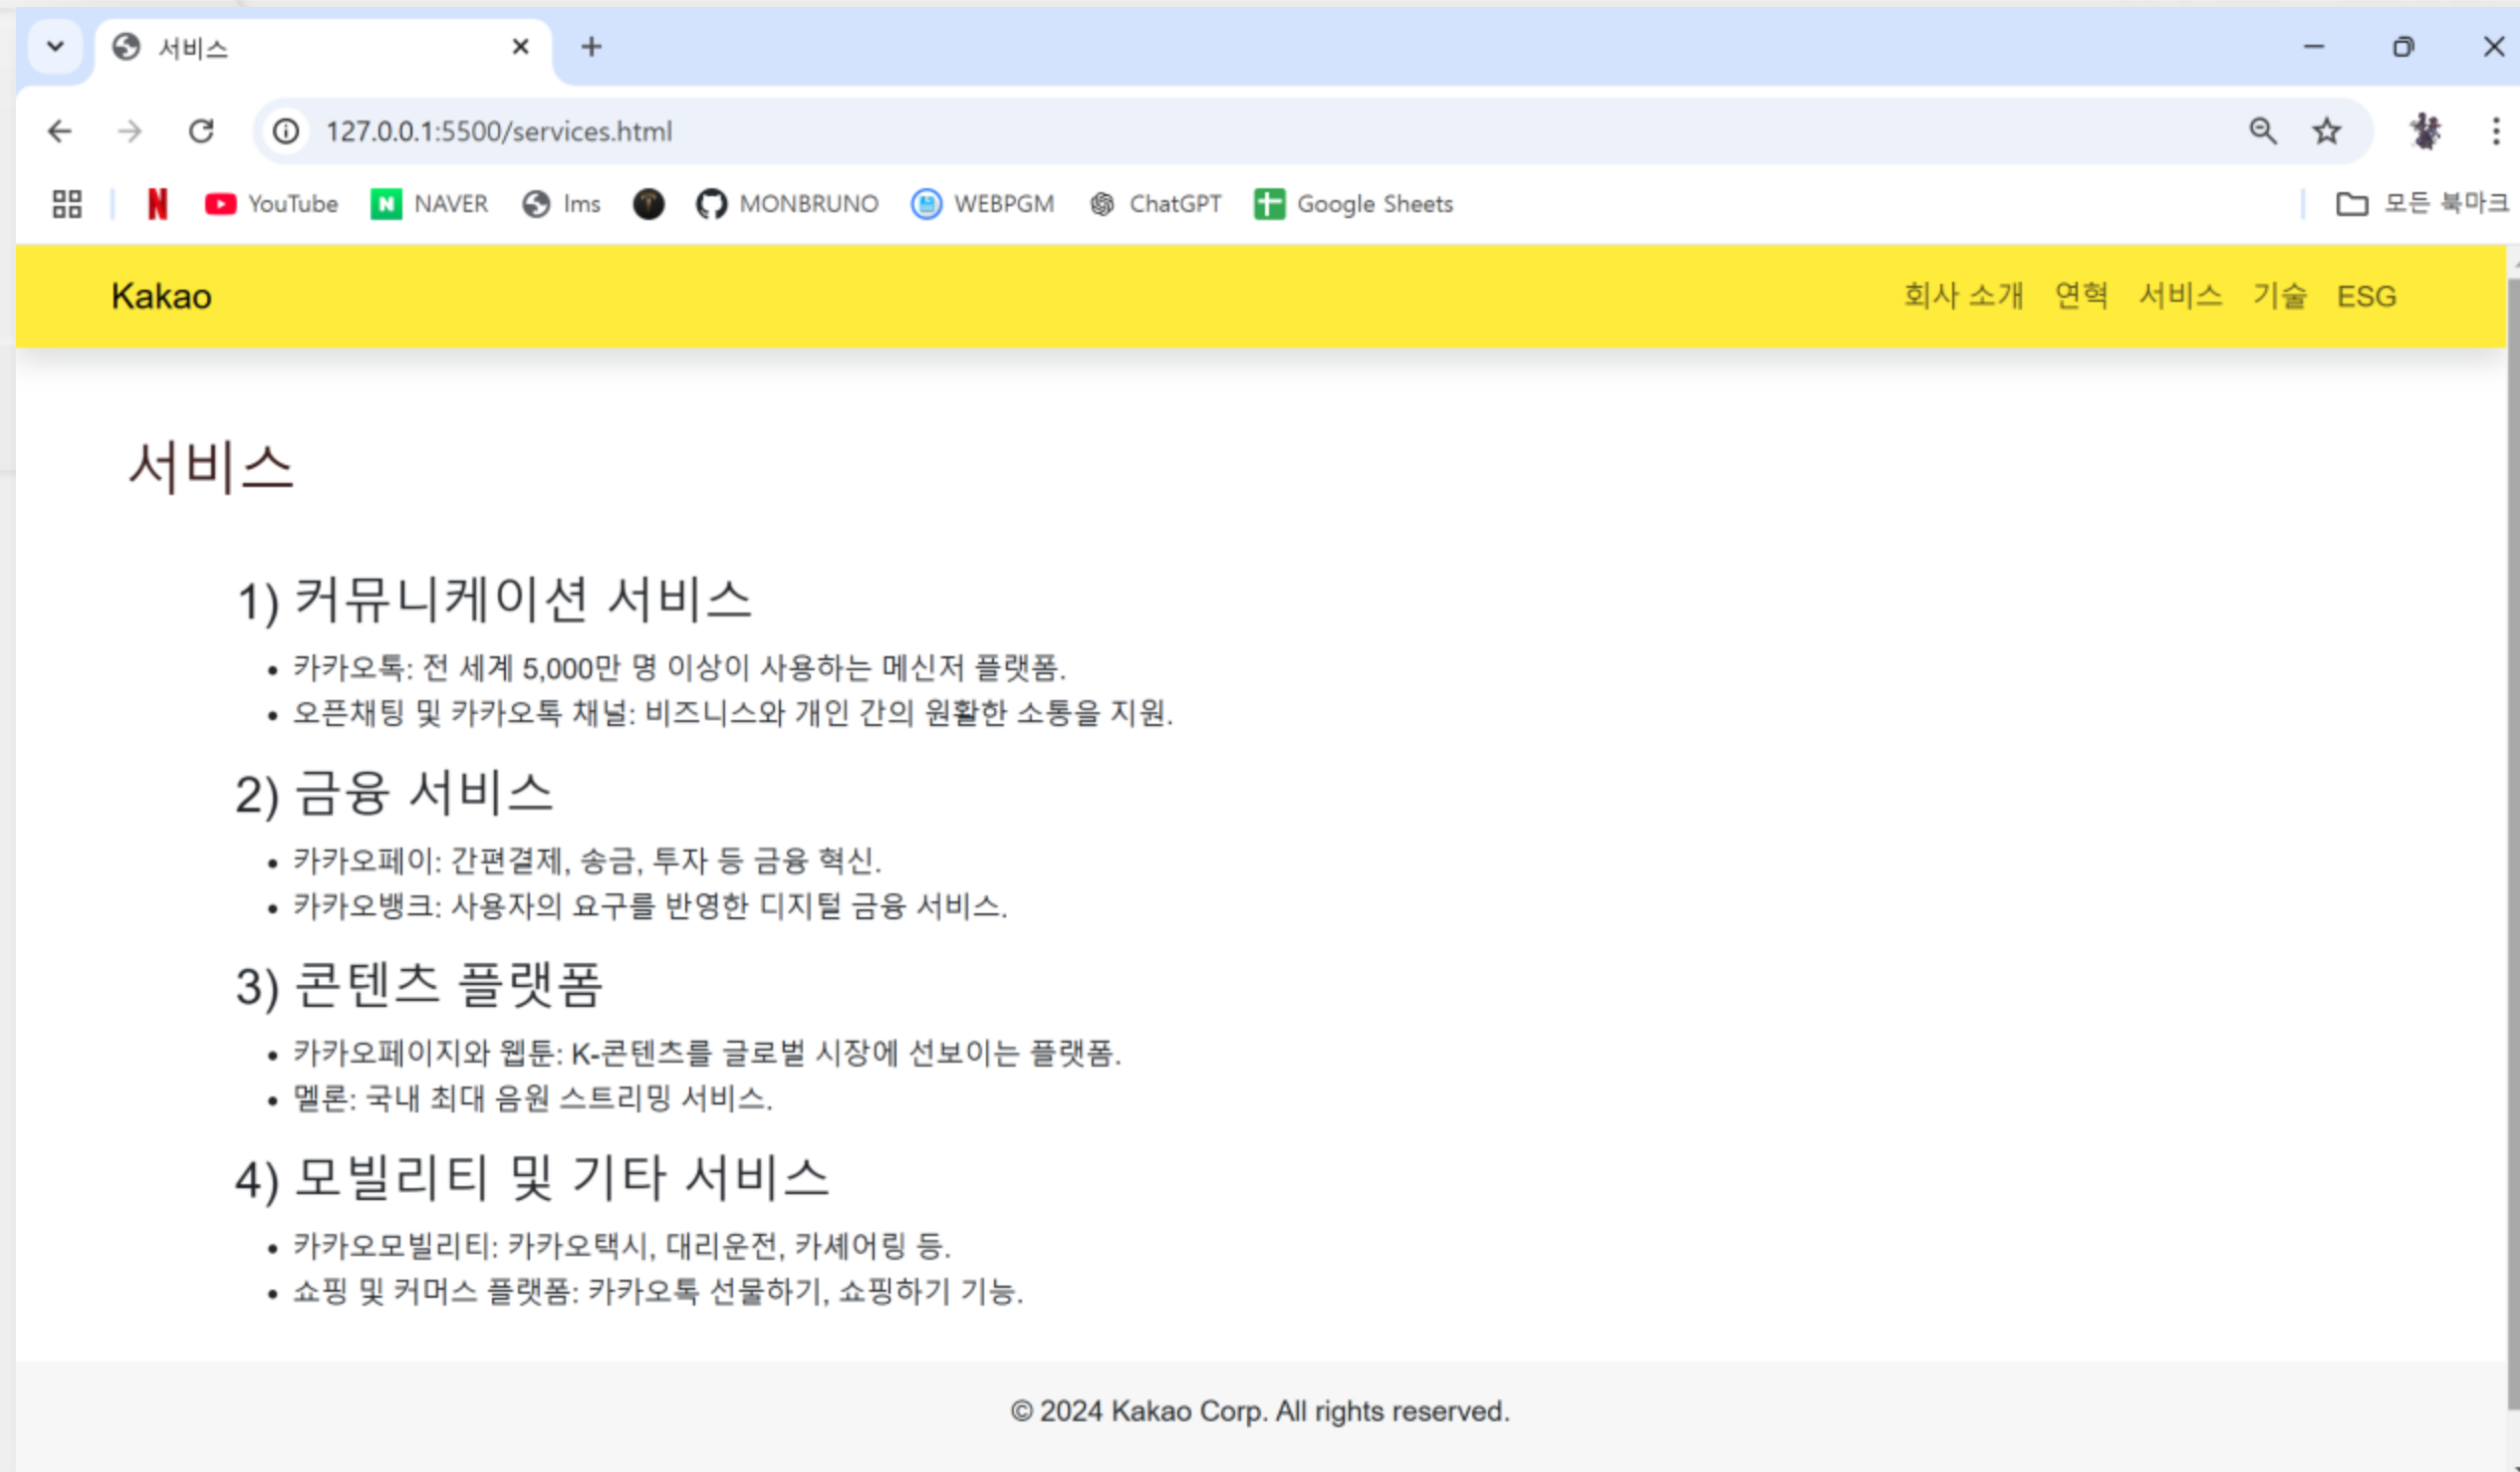 서비스
127.0.0.1:5500/services.html
YouTube NAVER lms MONBRUNO WEBPGM ChatGPT Google Sheets 모든 북마크
Kakao 회사 소개 연혁 서비스 기술 ESG
서비스
1) 커뮤니케이션 서비스
• 카카오톡: 전 세계 5,000만 명 이상이 사용하는 메신저 플랫폼.
• 오픈채팅 및 카카오톡 채널: 비즈니스와 개인 간의 원활한 소통을 지원.
2) 금융 서비스
• 카카오페이: 간편결제, 송금, 투자 등 금융 혁신.
• 카카오뱅크: 사용자의 요구를 반영한 디지털 금융 서비스.
3) 콘텐츠 플랫폼
• 카카오페이지와 웹툰: K-콘텐츠를 글로벌 시장에 선보이는 플랫폼.
• 멜론: 국내 최대 음원 스트리밍 서비스.
4) 모빌리티 및 기타 서비스
• 카카오모빌리티: 카카오택시, 대리운전, 카셰어링 등.
• 쇼핑 및 커머스 플랫폼: 카카오톡 선물하기, 쇼핑하기 기능.
© 2024 Kakao Corp. All rights reserved.